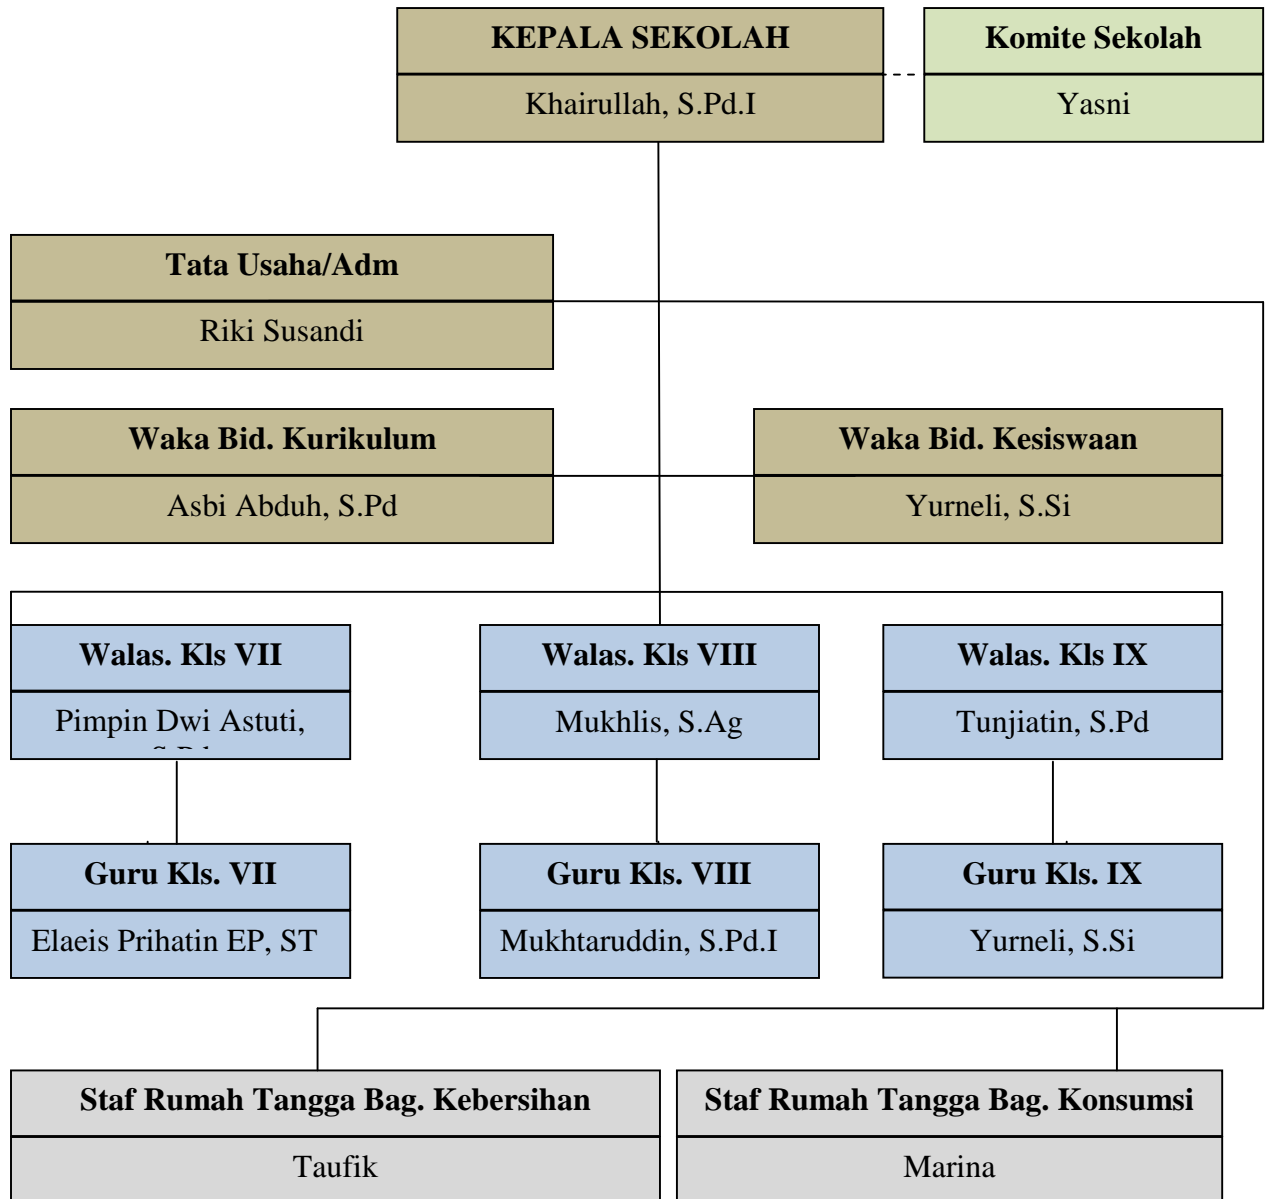 KEPALA SEKOLAH
Khairullah, S.Pd.I
Komite Sekolah
Yasni
Tata Usaha/Adm
Riki Susandi
Waka Bid. Kurikulum
Asbi Abduh, S.Pd
Waka Bid. Kesiswaan
Yurneli, S.Si
Walas. Kls VII
Pimpin Dwi Astuti,
Walas. Kls VIII
Mukhlis, S.Ag
Walas. Kls IX
Tunjiatin, S.Pd
Guru Kls. VII
Elaeis Prihatin EP, ST
Guru Kls. VIII
Mukhtaruddin, S.Pd.I
Guru Kls. IX
Yurneli, S.Si
Staf Rumah Tangga Bag. Kebersihan
Taufik
Staf Rumah Tangga Bag. Konsumsi
Marina